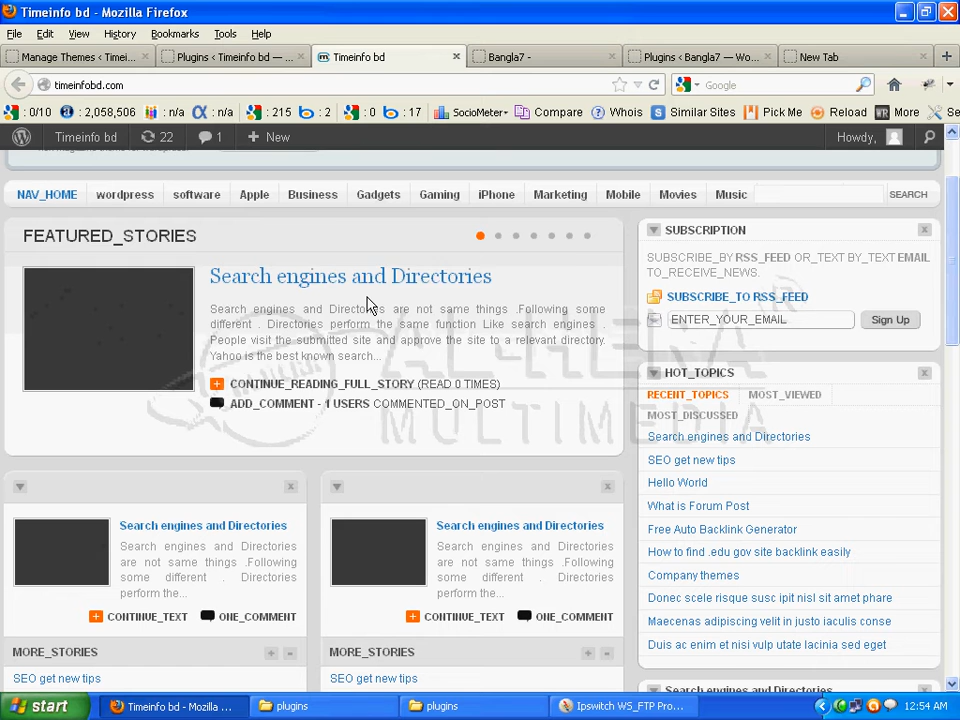 Timeinfo bd - Mozilla Firefox
File Edit View History Bookmarks Tools Help
Manage Themes ‹ Timei... Plugins ‹ Timeinfo bd — ... Timeinfo bd Bangla7 - Plugins ‹ Bangla7 — Wo... New Tab
timeinfobd.com Google
: 0/10 : 2,058,506 : n/a : n/a : 215 : 2 : 0 : 17 SocioMeter Compare Whois Similar Sites Pick Me Reload More Se
Timeinfo bd 22 1 New Howdy,
NAV_HOME wordpress software Apple Business Gadgets Gaming iPhone Marketing Mobile Movies Music SEARCH
FEATURED_STORIES
Search engines and Directories
Search engines and Directories are not same things .Following some
different . Directories perform the same function Like search engines .
People visit the submitted site and approve the site to a relevant directory.
Yahoo is the best known search...
CONTINUE_READING_FULL_STORY (READ 0 TIMES)
ADD_COMMENT - 1 USERS COMMENTED_ON_POST
SUBSCRIPTION
SUBSCRIBE_BY RSS_FEED OR_TEXT BY_TEXT EMAIL
TO_RECEIVE_NEWS.
SUBSCRIBE_TO RSS_FEED
ENTER_YOUR_EMAIL Sign Up
HOT_TOPICS
RECENT_TOPICS MOST_VIEWED
MOST_DISCUSSED
Search engines and Directories
SEO get new tips
Hello World
What is Forum Post
Free Auto Backlink Generator
How to find .edu gov site backlink easily
Company themes
Donec scele risque susc ipit nisl sit amet phare
Maecenas adipiscing velit in justo iaculis conse
Duis ac enim et nisi vulp utate lacinia sed eget
Search engines and Directories
AL-HERA
MULTIMEDIA
Search engines and Directories
Search engines and Directories
are not same things .Following
some different . Directories
perform the...
CONTINUE_TEXT ONE_COMMENT
MORE_STORIES
SEO get new tips
Search engines and Directories
Search engines and Directories
are not same things .Following
some different . Directories
perform the...
CONTINUE_TEXT ONE_COMMENT
MORE_STORIES
SEO get new tips
start Timeinfo bd - Mozilla ... plugins plugins Ipswitch WS_FTP Pro... 12:54 AM